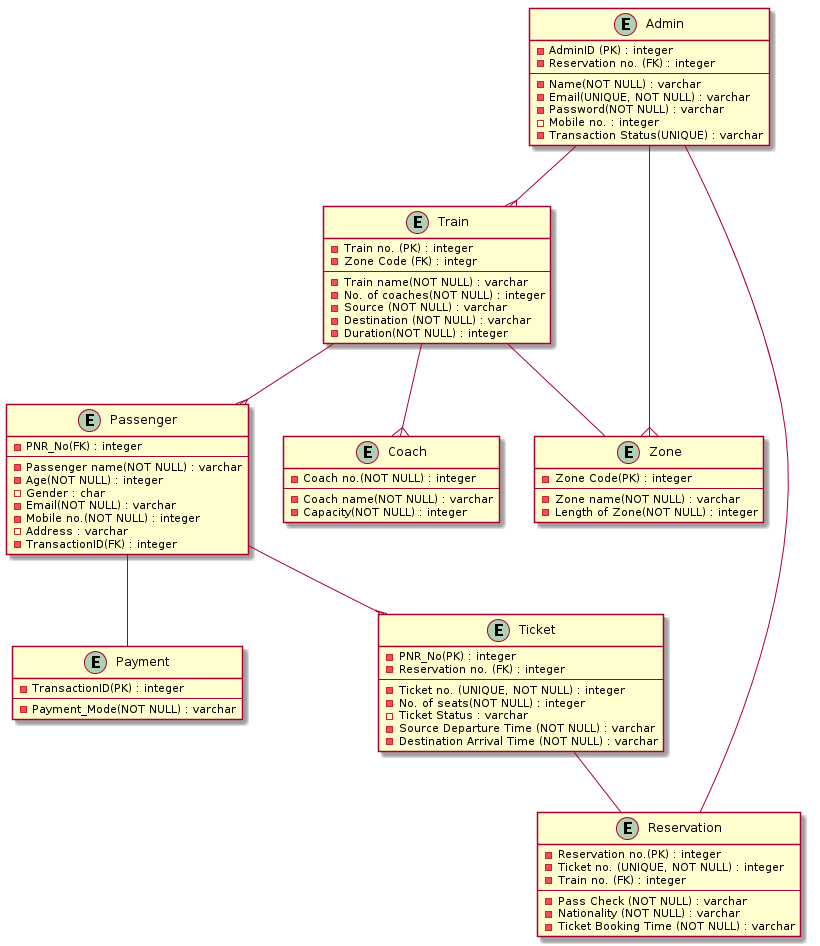 E Admin
AdminID (PK) : integer
Reservation no. (FK) : integer
Name(NOT NULL) : varchar
Email(UNIQUE, NOT NULL) : varchar
Password(NOT NULL) : varchar
Mobile no. : integer
Transaction Status(UNIQUE) : varchar
E Train
Train no. (PK) : integer
Zone Code (FK) : integr
Train name(NOT NULL) : varchar
No. of coaches(NOT NULL) : integer
Source (NOT NULL) : varchar
Destination (NOT NULL) : varchar
Duration(NOT NULL) : integer
E Passenger
PNR_No(FK) : integer
Passenger name(NOT NULL) : varchar
Age(NOT NULL) : integer
Gender : char
Email(NOT NULL) : varchar
Mobile no.(NOT NULL) : integer
Address : varchar
TransactionID(FK) : integer
E Coach
Coach no.(NOT NULL) : integer
Coach name(NOT NULL) : varchar
Capacity(NOT NULL) : integer
E Zone
Zone Code(PK) : integer
Zone name(NOT NULL) : varchar
Length of Zone(NOT NULL) : integer
E Payment
TransactionID(PK) : integer
Payment_Mode(NOT NULL) : varchar
E Ticket
PNR_No(PK) : integer
Reservation no. (FK) : integer
Ticket no. (UNIQUE, NOT NULL) : integer
No. of seats(NOT NULL) : integer
Ticket Status : varchar
Source Departure Time (NOT NULL) : varchar
Destination Arrival Time (NOT NULL) : varchar
E Reservation
Reservation no.(PK) : integer
Ticket no. (UNIQUE, NOT NULL) : integer
Train no. (FK) : integer
Pass Check (NOT NULL) : varchar
Nationality (NOT NULL) : varchar
Ticket Booking Time (NOT NULL) : varchar